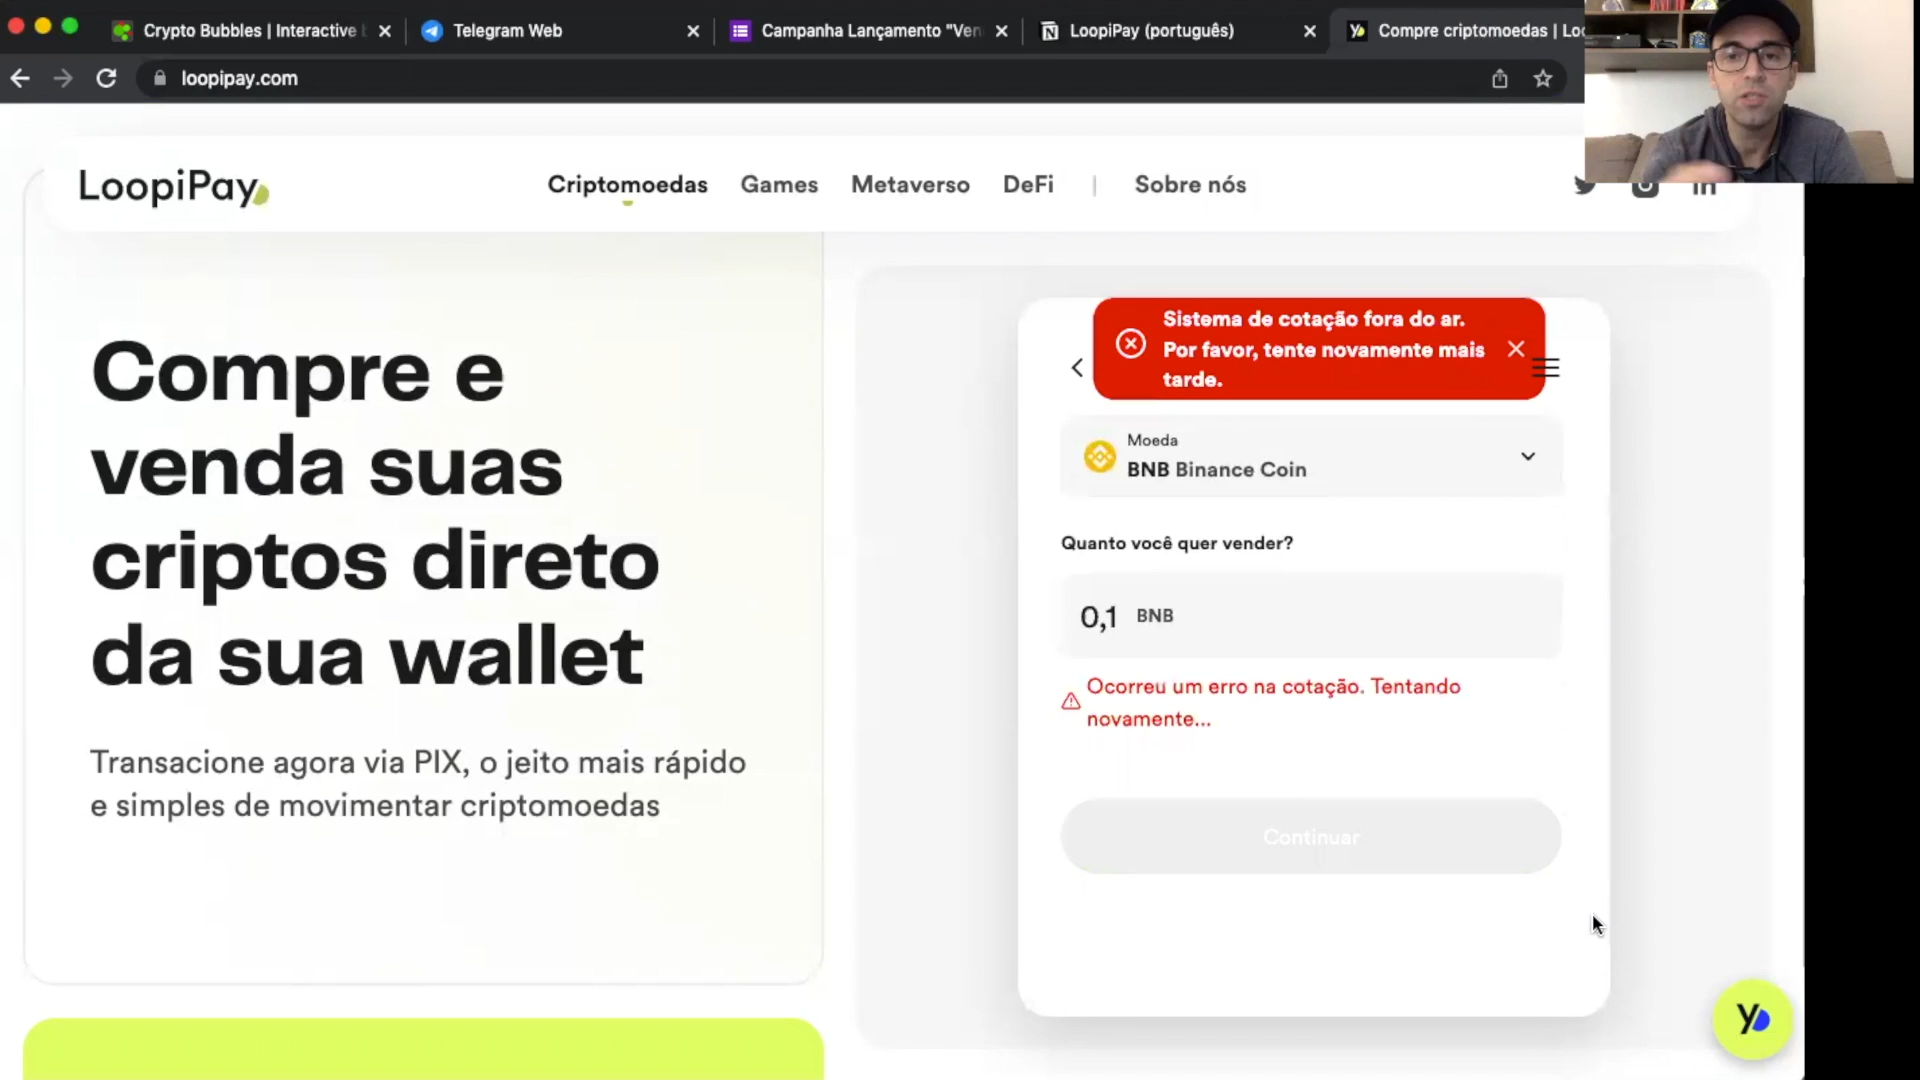 Crypto Bubbles | Interactive
Telegram Web
Campanha Lançamento "Ven
LoopiPay (português)
Compre criptomoedas | Loo
loopipay.com
LoopiPay
Criptomoedas
Games
Metaverso
DeFi
|
Sobre nós
Compre e
venda suas
criptos direto
da sua wallet
Transacione agora via PIX, o jeito mais rápido
e simples de movimentar criptomoedas
Sistema de cotação fora do ar.
Por favor, tente novamente mais
tarde.
Moeda
BNB Binance Coin
Quanto você quer vender?
0,1 BNB
Ocorreu um erro na cotação. Tentando
novamente...
Continuar